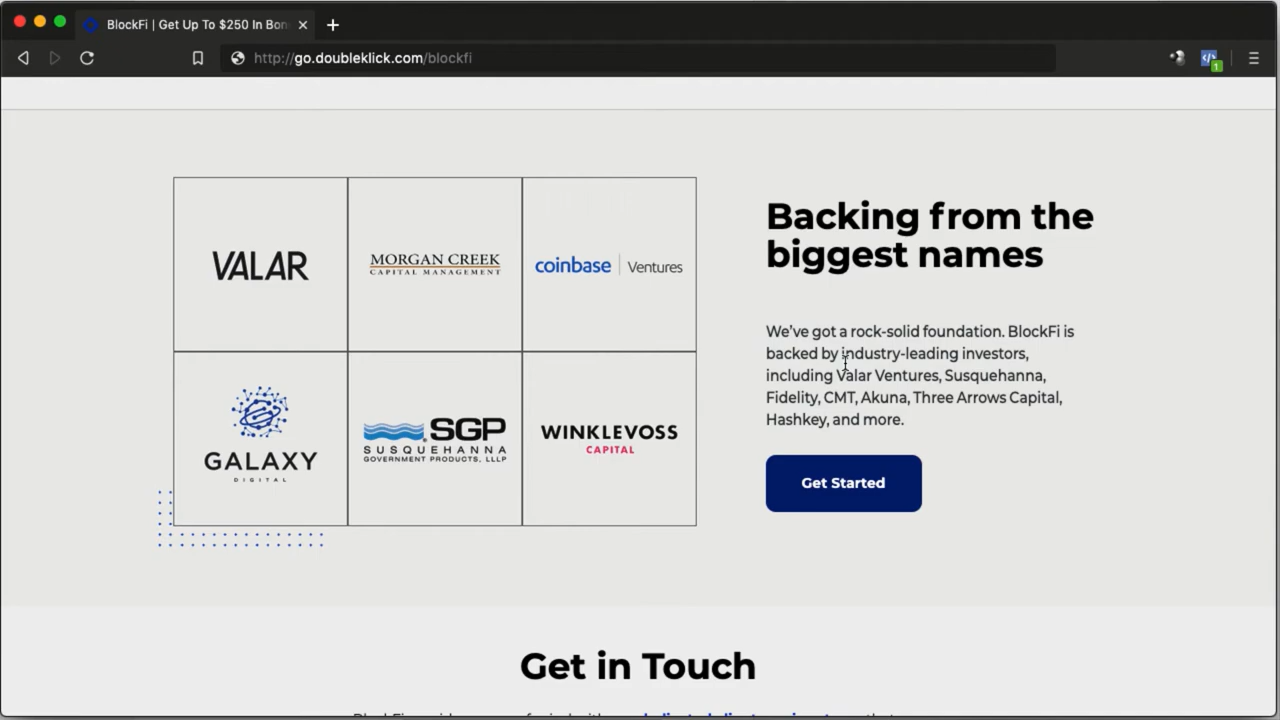 BlockFi | Get Up To $250 In Bon
http://go.doubleklick.com/blockfi
1
VALAR
MORGAN CREEK
CAPITAL MANAGEMENT
coinbase | Ventures
GALAXY
DIGITAL
SGP
SUSQUEHANNA
GOVERNMENT PRODUCTS, LLLP
WINKLEVOSS
CAPITAL
Backing from the
biggest names
We've got a rock-solid foundation. BlockFi is
backed by industry-leading investors,
including Valar Ventures, Susquehanna,
Fidelity, CMT, Akuna, Three Arrows Capital,
Hashkey, and more.
Get Started
Get in Touch